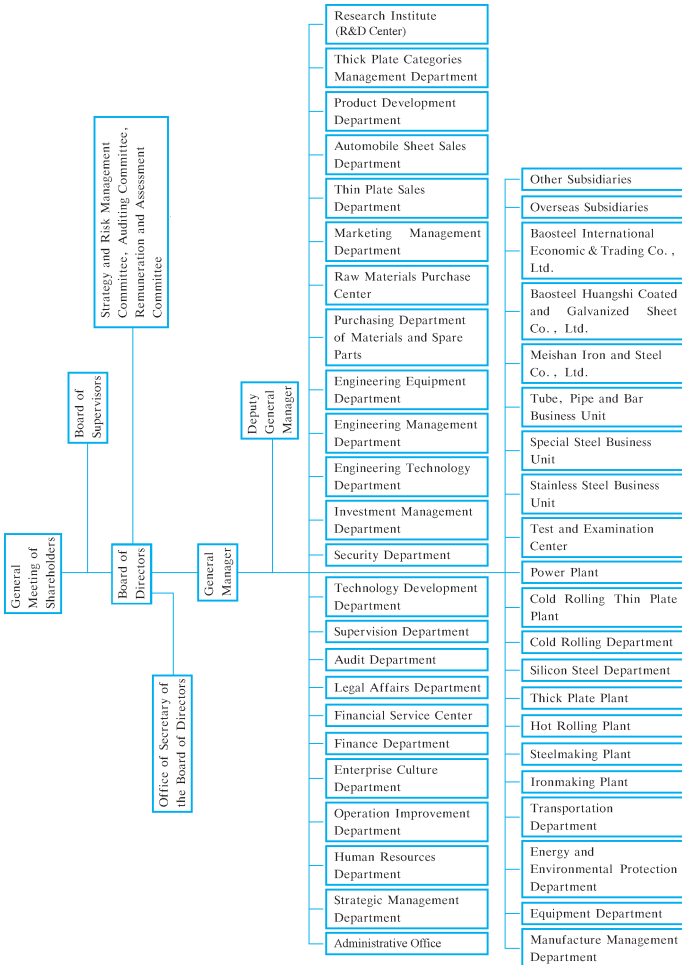 General
Meeting of
Shareholders
Board of
Supervisors
Board of
Directors
Strategy and Risk Management
Committee, Auditing Committee,
Remuneration and Assessment
Committee
Office of Secretary of
the Board of Directors
General
Manager
Deputy
General
Manager
Research Institute
(R&D Center)
Thick Plate Categories
Management Department
Product Development
Department
Automobile Sheet Sales
Department
Thin Plate Sales
Department
Marketing Management
Department
Raw Materials Purchase
Center
Purchasing Department
of Materials and Spare
Parts
Engineering Equipment
Department
Engineering Management
Department
Engineering Technology
Department
Investment Management
Department
Security Department
Technology Development
Department
Supervision Department
Audit Department
Legal Affairs Department
Financial Service Center
Finance Department
Enterprise Culture
Department
Operation Improvement
Department
Human Resources
Department
Strategic Management
Department
Administrative Office
Other Subsidiaries
Overseas Subsidiaries
Baosteel International
Economic & Trading Co.,
Ltd.
Baosteel Huangshi Coated
and Galvanized Sheet
Co., Ltd.
Meishan Iron and Steel
Co., Ltd.
Tube, Pipe and Bar
Business Unit
Special Steel Business
Unit
Stainless Steel Business
Unit
Test and Examination
Center
Power Plant
Cold Rolling Thin Plate
Plant
Cold Rolling Department
Silicon Steel Department
Thick Plate Plant
Hot Rolling Plant
Steelmaking Plant
Ironmaking Plant
Transportation
Department
Energy and
Environmental Protection
Department
Equipment Department
Manufacture Management
Department